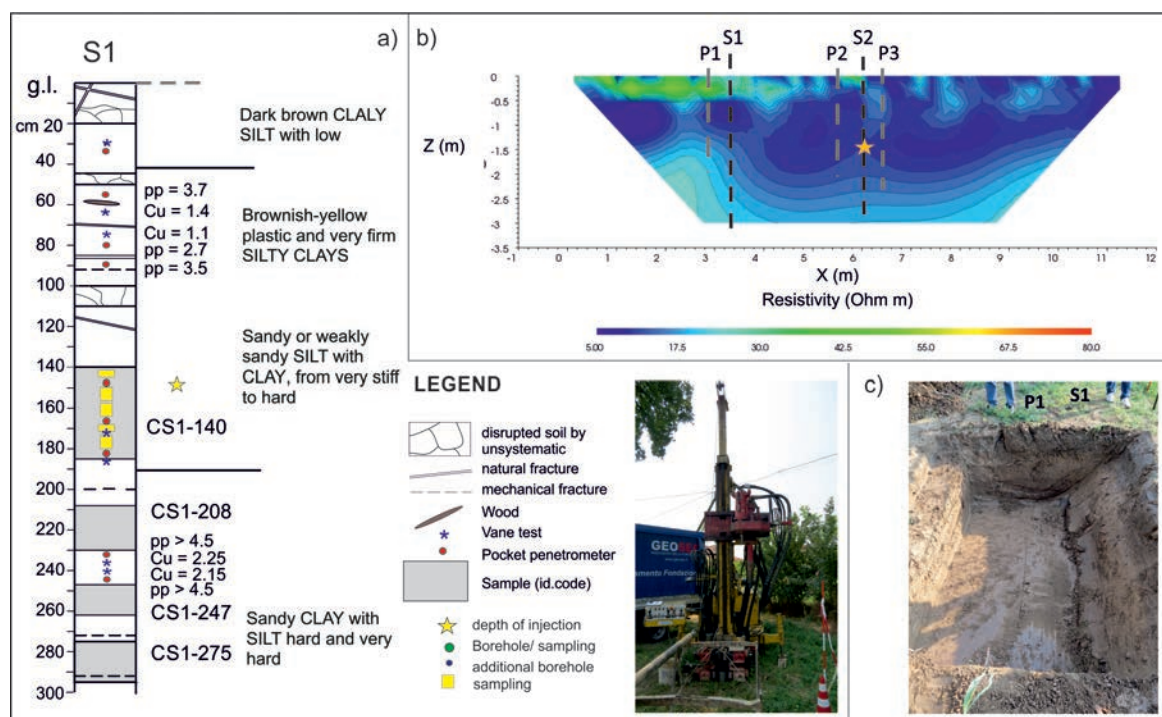 S1
a)
g.l.
cm 20
40
60
80
100
120
140
160
180
200
220
240
260
280
300
Dark brown CLALY
SILT with low
pp = 3.7
Cu = 1.4
Cu = 1.1
pp = 2.7
pp = 3.5
Brownish-yellow
plastic and very firm
SILTY CLAYS
Sandy or weakly
sandy SILT with
CLAY, from very stiff
to hard
CS1-140
CS1-208
pp > 4.5
Cu = 2.25
Cu = 2.15
pp > 4.5
CS1-247
CS1-275
Sandy CLAY with
SILT hard and very
hard
b)
P1 S1 P2 S2 P3
Z (m)
0
-0.5
-1
-1.5
-2
-2.5
-3
-3.5
-1 0 1 2 3 4 5 6 7 8 9 10 11 12
X (m)
Resistivity (Ohm m)
5.00 17.5 30.0 42.5 55.0 67.5 80.0
LEGEND
disrupted soil by
unsystematic
natural fracture
mechanical fracture
Wood
Vane test
Pocket penetrometer
Sample (id.code)
depth of injection
Borehole/ sampling
additional borehole
sampling
c)
P1 S1